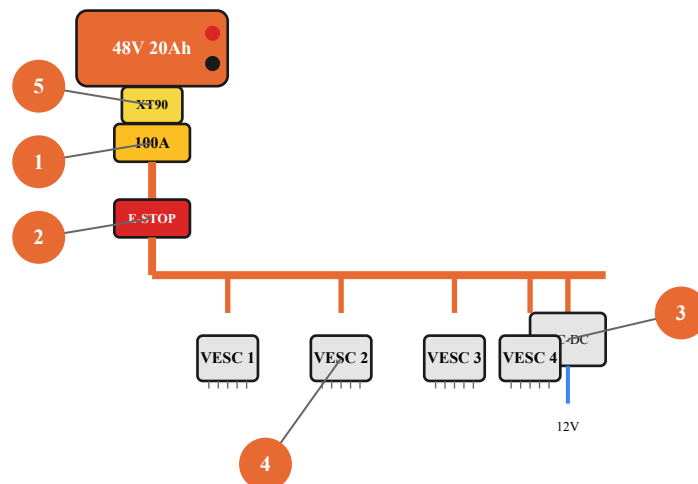 48V 20Ah
5
XT90
1
100A
2
E-STOP
3
VESC 1
VESC 2
VESC 3
VESC 4
C-DC
12V
4